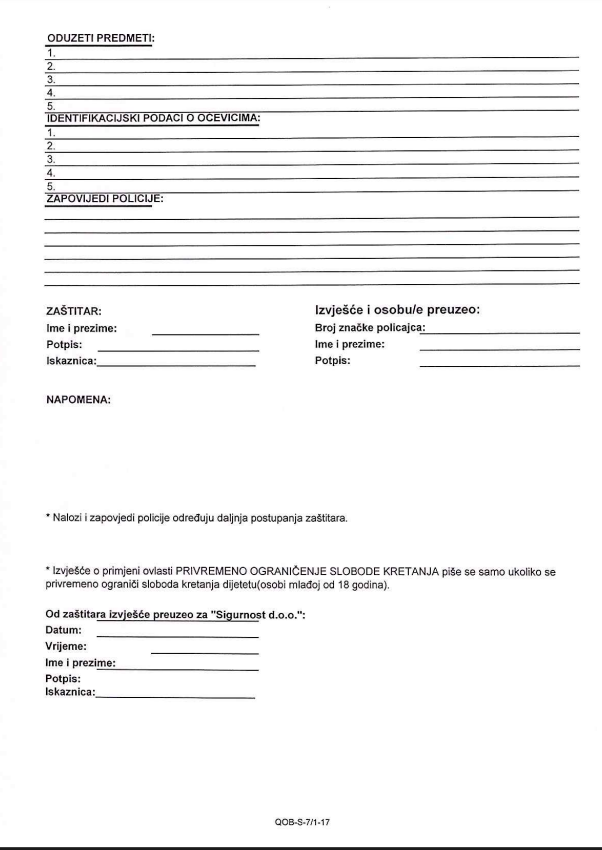 ODUZETI PREDMETI:
1.
2.
3.
4.
5.
IDENTIFIKACIJSKI PODACI O OČEVICIMA:
1.
2.
3.
4.
5.
ZAPOVIJEDI POLICIJE:
ZAŠTITAR:
Ime i prezime:
Potpis:
Iskaznica:
Izvješće i osobu/e preuzeo:
Broj značke policajca:
Ime i prezime:
Potpis:
NAPOMENA:
* Nalozi i zapovjedi policije određuju daljnja postupanja zaštitara.
* Izvješće o primjeni ovlasti PRIVREMENO OGRANIČENJE SLOBODE KRETANJA piše se samo ukoliko se
privremeno ograniči sloboda kretanja dijetetu(osobi mlađoj od 18 godina).
Od zaštitara izvješće preuzeo za "Sigurnost d.o.o.":
Datum:
Vrijeme:
Ime i prezime:
Potpis:
Iskaznica:
QOB-S-7/1-17